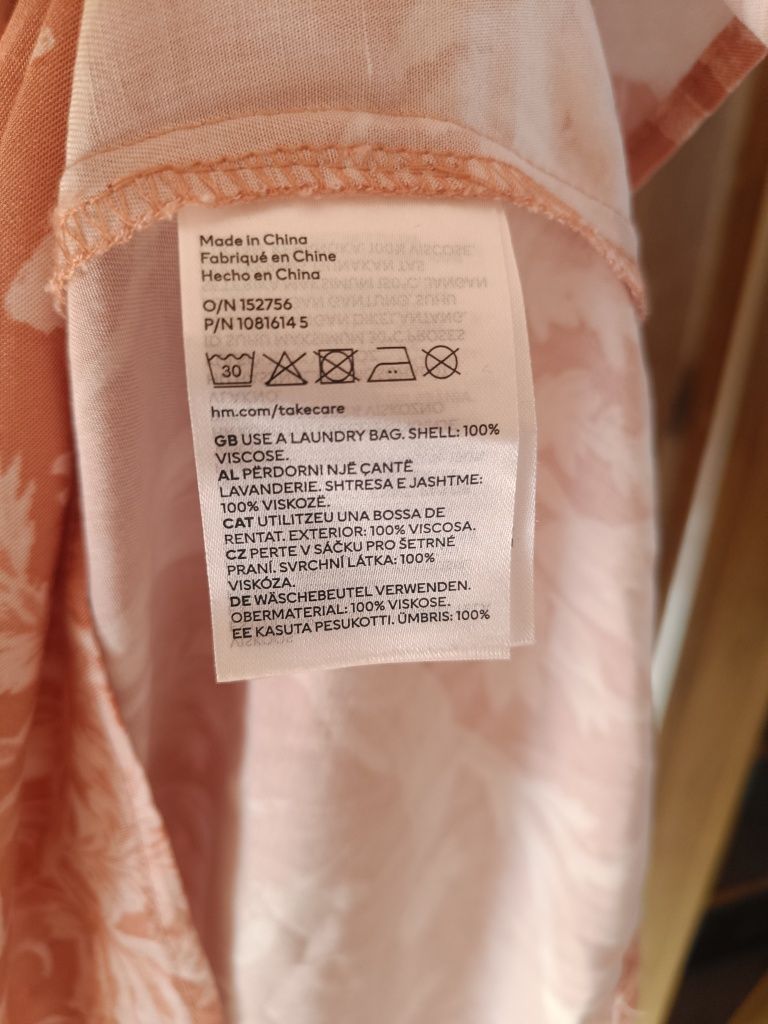 Made in China
Fabriqué en Chine
Hecho en China
O/N 152756
P/N 1081614 5
30
hm.com/takecare
GB USE A LAUNDRY BAG. SHELL: 100%
VISCOSE.
AL PËRDORNI NJË ÇANTË
LAVANDERIE. SHTRESA E JASHTME:
100% VISKOZË.
CAT UTILITZEU UNA BOSSA DE
RENTAT. EXTERIOR: 100% VISCOSA.
CZ PERTE V SÁČKU PRO ŠETRNÉ
PRANÍ. SVRCHNÍ LÁTKA: 100%
VISKÓZA.
DE WÄSCHEBEUTEL VERWENDEN.
OBERMATERIAL: 100% VISKOSE.
EE KASUTA PESUKOTTI. ÜMBRIS: 100%